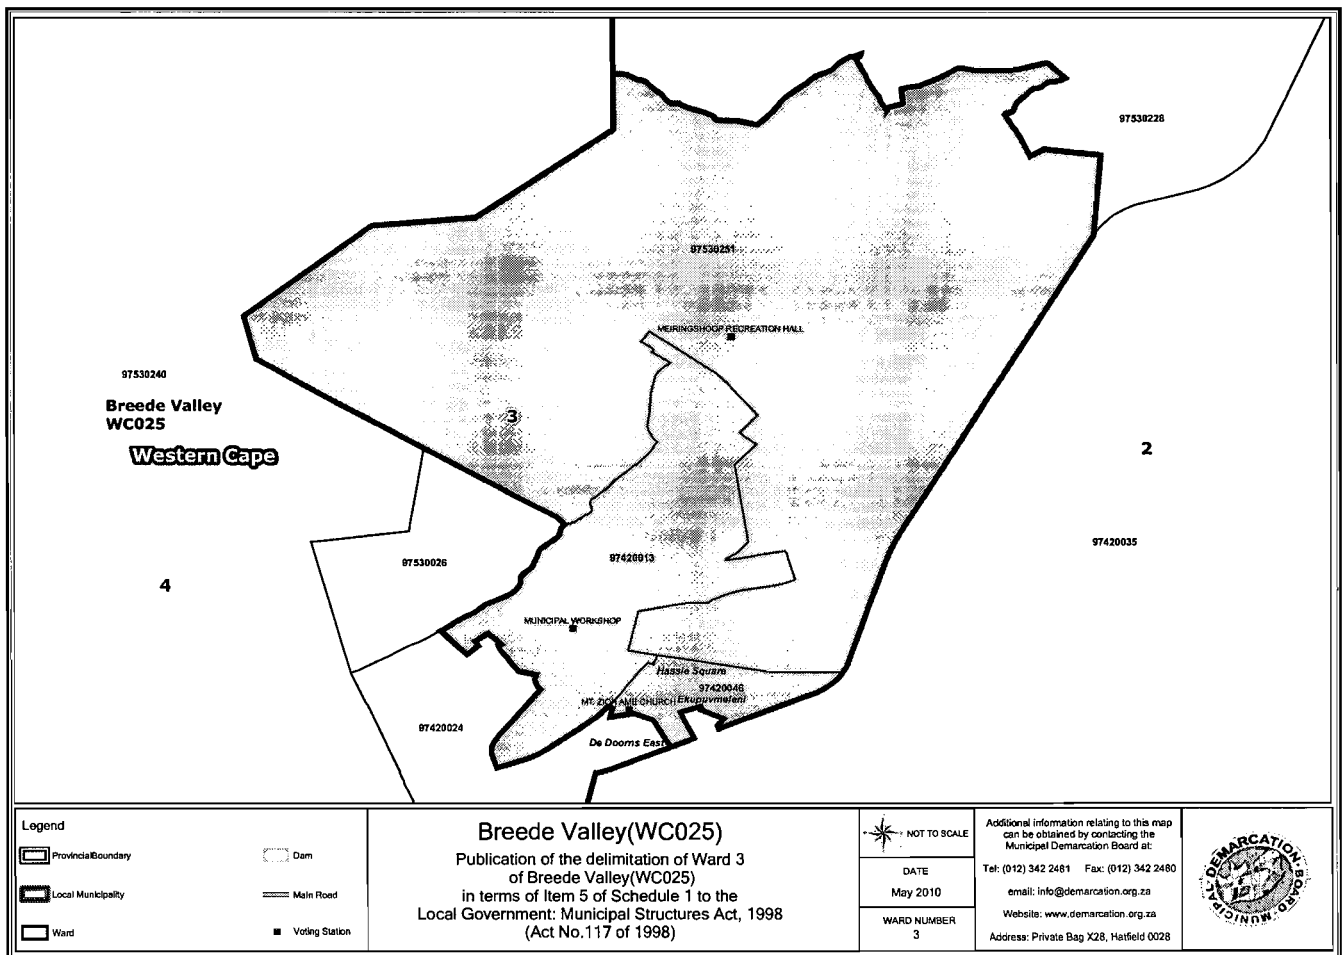 97530228
97530251
MEIRINGSHOOP RECREATION HALL
97530240
Breede Valley
WC025
Western Cape
3
2
97420035
97530026
97420013
4
MUNICIPAL WORKSHOP
Hassie Square
97420046
MT. ZION AME CHURCH
Ekupuvmeleni
97420024
De Dooms East
Legend
Provincial Boundary
Dam
Local Municipality
Main Road
Ward
Voting Station
Breede Valley(WC025)
Publication of the delimitation of Ward 3
of Breede Valley(WC025)
in terms of Item 5 of Schedule 1 to the
Local Government: Municipal Structures Act, 1998
(Act No.117 of 1998)
NOT TO SCALE
DATE
May 2010
WARD NUMBER
3
Additional information relating to this map
can be obtained by contacting the
Municipal Demarcation Board at:
Tel: (012) 342 2481 Fax: (012) 342 2480
email: info@demarcation.org.za
Website: www.demarcation.org.za
Address: Private Bag X28, Hatfield 0028
MUNICIPAL DEMARCATION BOARD